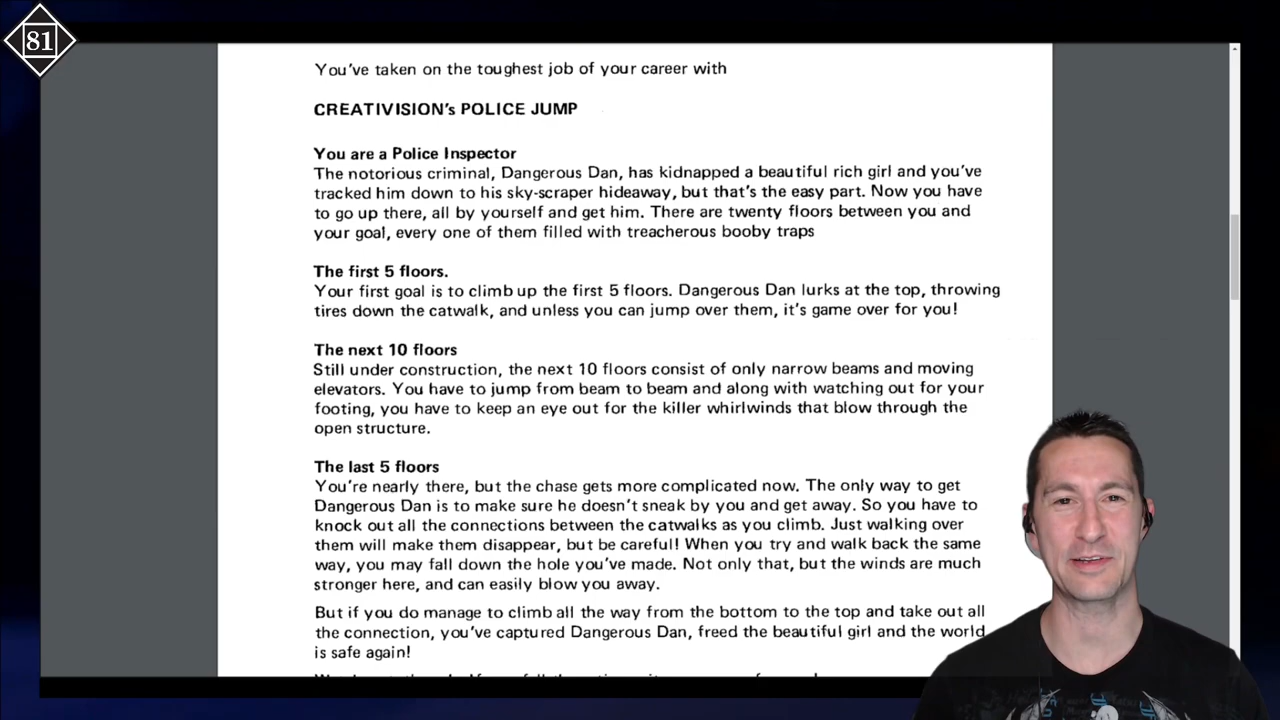 81
You've taken on the toughest job of your career with
CREATIVISION's POLICE JUMP
You are a Police Inspector
The notorious criminal, Dangerous Dan, has kidnapped a beautiful rich girl and you've
tracked him down to his sky-scraper hideaway, but that's the easy part. Now you have
to go up there, all by yourself and get him. There are twenty floors between you and
your goal, every one of them filled with treacherous booby traps
The first 5 floors.
Your first goal is to climb up the first 5 floors. Dangerous Dan lurks at the top, throwing
tires down the catwalk, and unless you can jump over them, it's game over for you!
The next 10 floors
Still under construction, the next 10 floors consist of only narrow beams and moving
elevators. You have to jump from beam to beam and along with watching out for your
footing, you have to keep an eye out for the killer whirlwinds that blow through the
open structure.
The last 5 floors
You're nearly there, but the chase gets more complicated now. The only way to get
Dangerous Dan is to make sure he doesn't sneak by you and get away. So you have to
knock out all the connections between the catwalks as you climb. Just walking over
them will make them disappear, but be careful! When you try and walk back the same
way, you may fall down the hole you've made. Not only that, but the winds are much
stronger here, and can easily blow you away.
But if you do manage to climb all the way from the bottom to the top and take out all
the connection, you've captured Dangerous Dan, freed the beautiful girl and the world
is safe again!